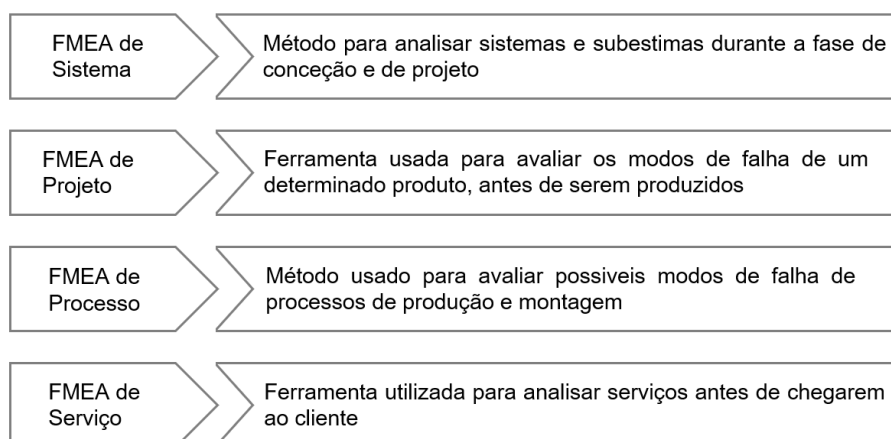 FMEA de
Sistema
Método para analisar sistemas e subestimas durante a fase de
conceção e de projeto
FMEA de
Projeto
Ferramenta usada para avaliar os modos de falha de um
determinado produto, antes de serem produzidos
FMEA de
Processo
Método usado para avaliar possiveis modos de falha de
processos de produção e montagem
FMEA de
Serviço
Ferramenta utilizada para analisar serviços antes de chegarem
ao cliente